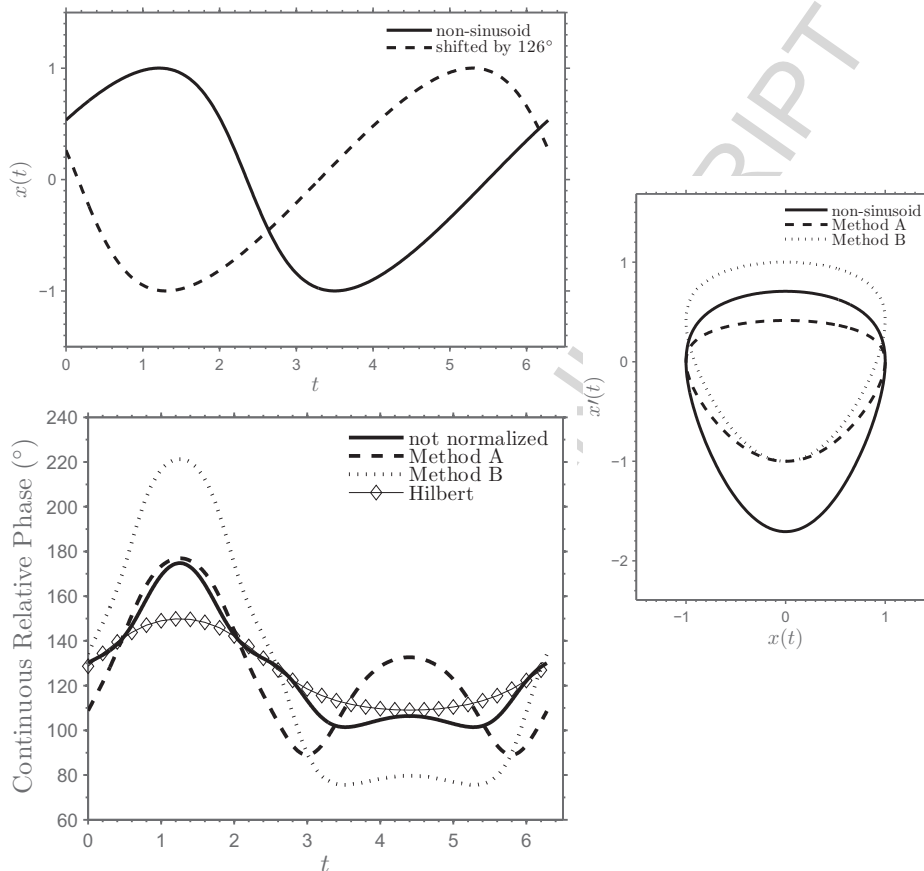 non-sinusoid
shifted by 126°
1
0
−1
x(t)
0
1
2
3
4
5
6
t
RIPT
non-sinusoid
Method A
Method B
1
0
−1
−2
x′(t)
−1
0
1
x(t)
240
220
200
180
160
140
120
100
80
60
Continuous Relative Phase (°)
not normalized
Method A
Method B
Hilbert
0
1
2
3
4
5
6
t